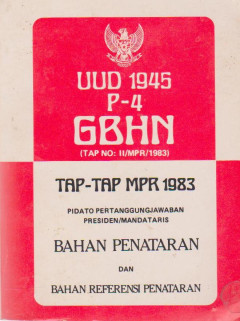 UUD 1945
P-4
GBHN
(TAP NO: II/MPR/1983)
TAP-TAP MPR 1983
PIDATO PERTANGGUNGJAWABAN
PRESIDEN/MANDATARIS
BAHAN PENATARAN
DAN
BAHAN REFERENSI PENATARAN